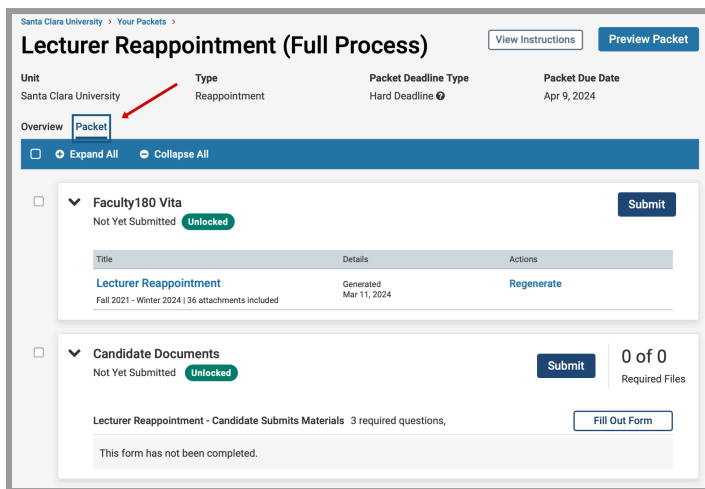 Santa Clara University > Your Packets >
Lecturer Reappointment (Full Process)
View Instructions
Preview Packet
Unit
Type
Packet Deadline Type
Packet Due Date
Santa Clara University
Reappointment
Hard Deadline
Apr 9, 2024
Overview
Packet
Expand All
Collapse All
Faculty180 Vita
Submit
Not Yet Submitted
Unlocked
Title
Details
Actions
Lecturer Reappointment
Generated
Regenerate
Fall 2021 - Winter 2024 | 36 attachments included
Mar 11, 2024
Candidate Documents
Not Yet Submitted
Unlocked
Submit
0 of 0
Required Files
Lecturer Reappointment - Candidate Submits Materials 3 required questions,
Fill Out Form
This form has not been completed.